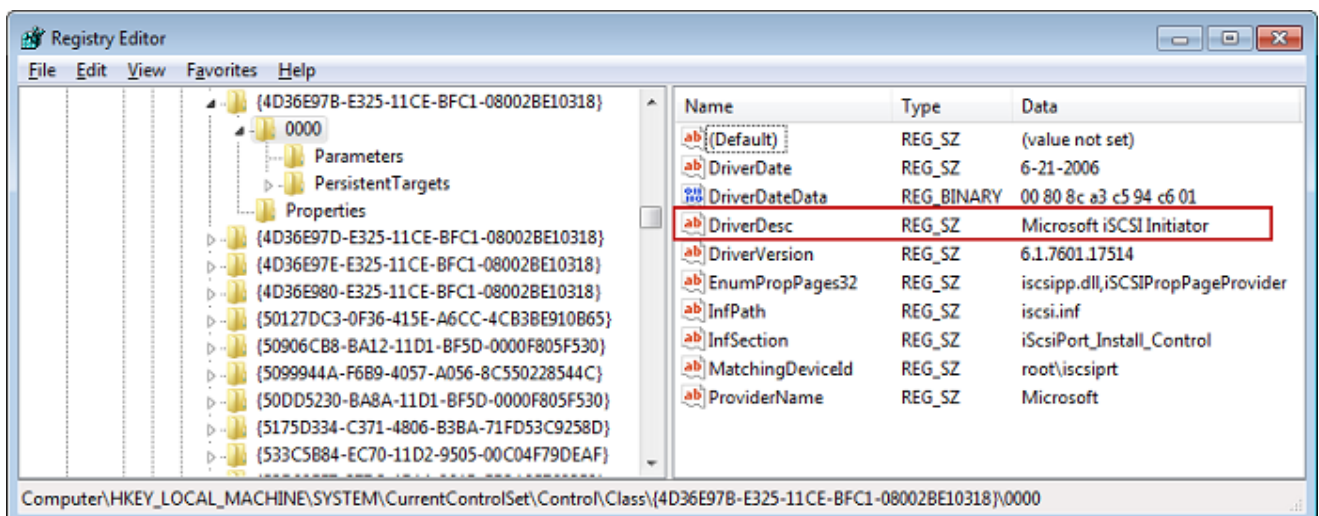 Registry Editor
File Edit View Favorites Help
{4D36E97B-E325-11CE-BFC1-08002BE10318}
0000
Parameters
PersistentTargets
Properties
{4D36E97D-E325-11CE-BFC1-08002BE10318}
{4D36E97E-E325-11CE-BFC1-08002BE10318}
{4D36E980-E325-11CE-BFC1-08002BE10318}
{50127DC3-0F36-415E-A6CC-4CB3BE910B65}
{50906CB8-BA12-11D1-BF5D-0000F805F530}
{5099944A-F6B9-4057-A056-8C550228544C}
{50DD5230-BA8A-11D1-BF5D-0000F805F530}
{5175D334-C371-4806-B3BA-71FD53C9258D}
{533C5B84-EC70-11D2-9505-00C04F79DEAF}
Name Type Data
(Default) REG_SZ (value not set)
DriverDate REG_SZ 6-21-2006
DriverDateData REG_BINARY 00 80 8c a3 c5 94 c6 01
DriverDesc REG_SZ Microsoft iSCSI Initiator
DriverVersion REG_SZ 6.1.7601.17514
EnumPropPages32 REG_SZ iscsipp.dll,iSCSIPropPageProvider
InfPath REG_SZ iscsi.inf
InfSection REG_SZ iScsiPort_Install_Control
MatchingDeviceId REG_SZ root\iscsiprt
ProviderName REG_SZ Microsoft
Computer\HKEY_LOCAL_MACHINE\SYSTEM\CurrentControlSet\Control\Class\{4D36E97B-E325-11CE-BFC1-08002BE10318}\0000